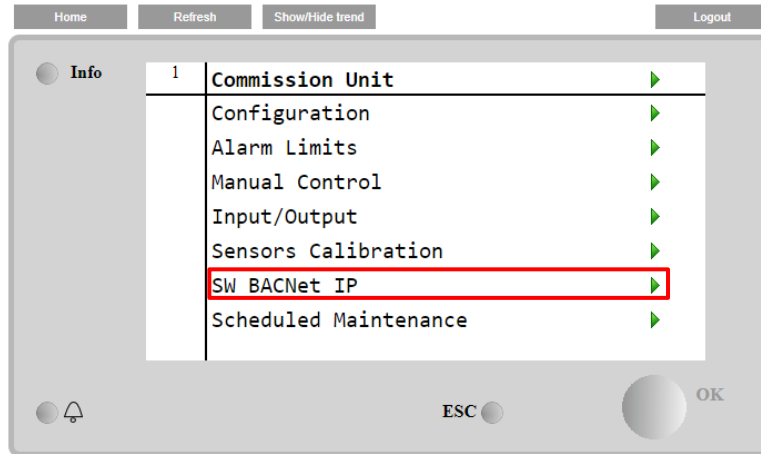 Home Refresh Show/Hide trend Logout
Info
1 Commission Unit
Configuration
Alarm Limits
Manual Control
Input/Output
Sensors Calibration
SW BACNet IP
Scheduled Maintenance
ESC OK